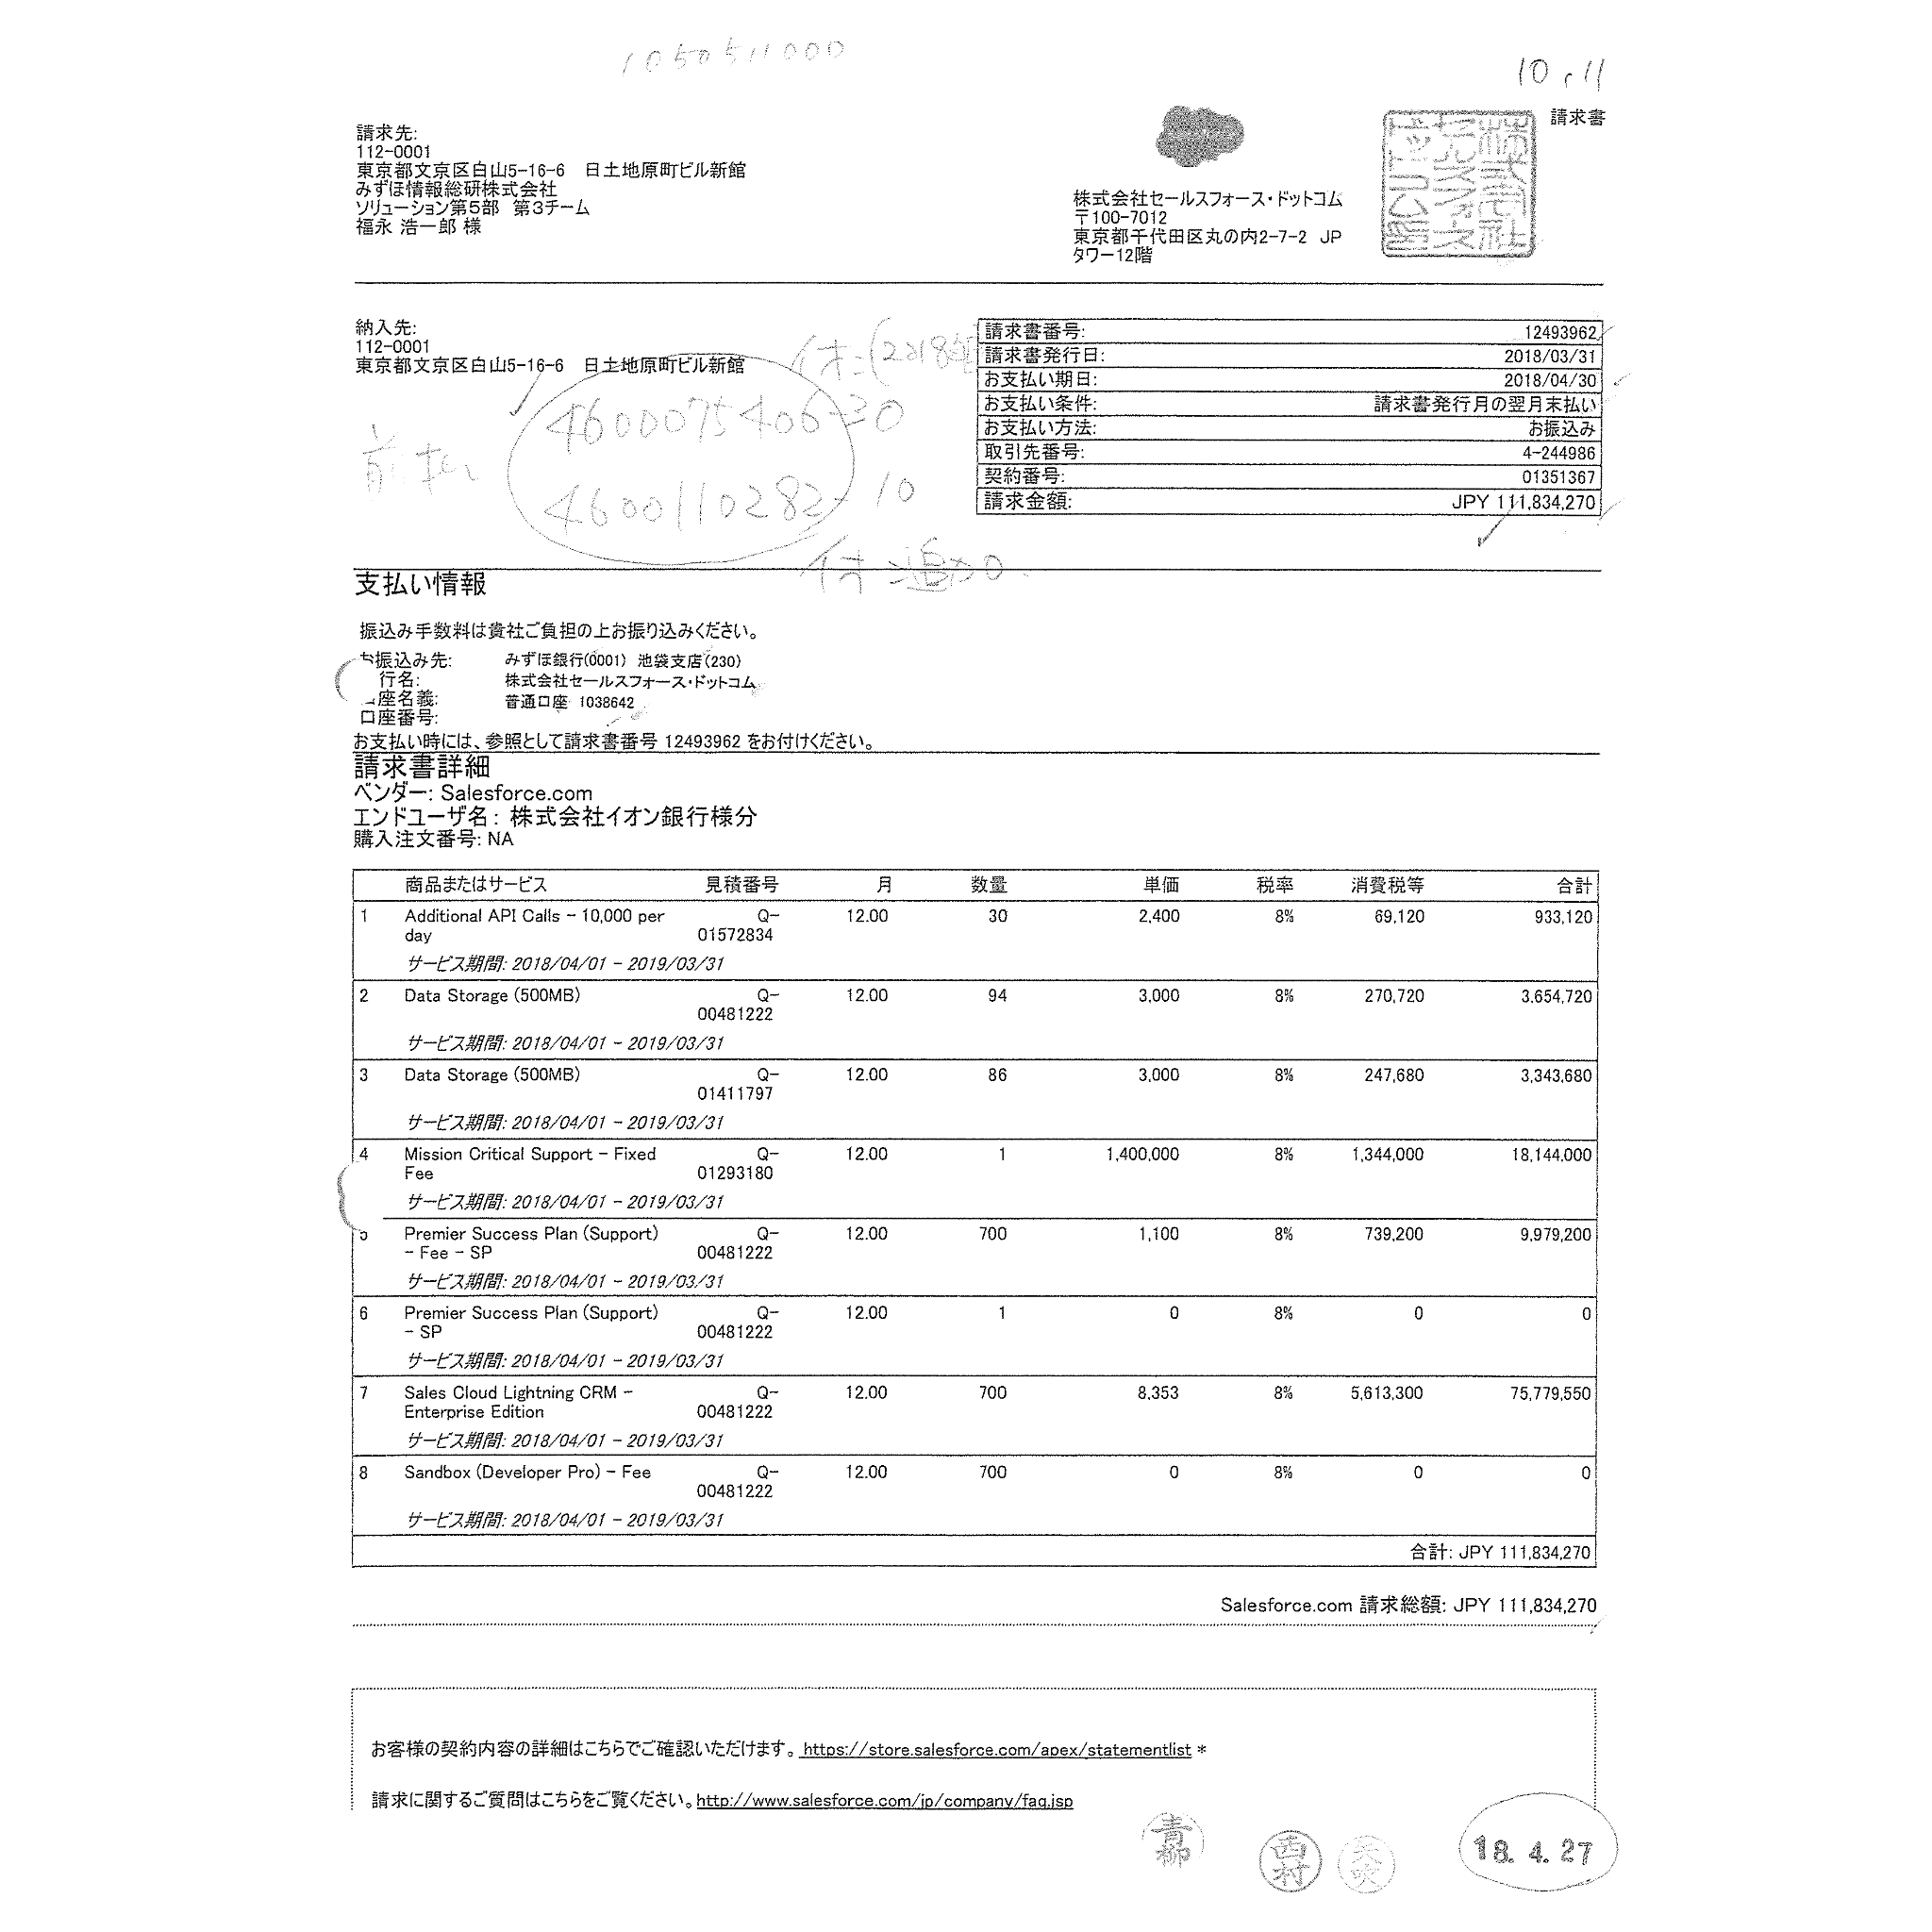 1050511000
10, 11
請求書
請求先:
112-0001
東京都文京区白山5-16-6　日土地原町ビル新館
みずほ情報総研株式会社
ソリューション第5部　第3チーム
福永 浩一郎 様
株式会社セールスフォース・ドットコム
〒100-7012
東京都千代田区丸の内2-7-2 JP
タワー12階
納入先:
112-0001
東京都文京区白山5-16-6　日土地原町ビル新館
4600075406-30
前払
4600110282-10
請求書番号: 12493962
請求書発行日: 2018/03/31
お支払い期日: 2018/04/30
お支払い条件: 請求書発行月の翌月末払い
お支払い方法: お振込み
取引先番号: 4-244986
契約番号: 01351367
請求金額: JPY 111,834,270
支払い情報
振込み手数料は貴社ご負担の上お振り込みください。
お振込み先: みずほ銀行(0001) 池袋支店(230)
行名: 株式会社セールスフォース・ドットコム
座名義: 普通口座 1038642
口座番号:
お支払い時には、参照として請求書番号 12493962 をお付けください。
請求書詳細
ベンダー: Salesforce.com
エンドユーザ名: 株式会社イオン銀行様分
購入注文番号: NA
商品またはサービス 見積番号 月 数量 単価 税率 消費税等 合計
1 Additional API Calls - 10,000 per Q- 12.00 30 2,400 8% 69,120 933,120
day 01572834
サービス期間: 2018/04/01 - 2019/03/31
2 Data Storage (500MB) Q- 12.00 94 3,000 8% 270,720 3,654,720
00481222
サービス期間: 2018/04/01 - 2019/03/31
3 Data Storage (500MB) Q- 12.00 86 3,000 8% 247,680 3,343,680
01411797
サービス期間: 2018/04/01 - 2019/03/31
4 Mission Critical Support - Fixed Q- 12.00 1 1,400,000 8% 1,344,000 18,144,000
Fee 01293180
サービス期間: 2018/04/01 - 2019/03/31
5 Premier Success Plan (Support) Q- 12.00 700 1,100 8% 739,200 9,979,200
- Fee - SP 00481222
サービス期間: 2018/04/01 - 2019/03/31
6 Premier Success Plan (Support) Q- 12.00 1 0 8% 0 0
- SP 00481222
サービス期間: 2018/04/01 - 2019/03/31
7 Sales Cloud Lightning CRM - Q- 12.00 700 8,353 8% 5,613,300 75,779,550
Enterprise Edition 00481222
サービス期間: 2018/04/01 - 2019/03/31
8 Sandbox (Developer Pro) - Fee Q- 12.00 700 0 8% 0 0
00481222
サービス期間: 2018/04/01 - 2019/03/31
合計: JPY 111,834,270
Salesforce.com 請求総額: JPY 111,834,270
お客様の契約内容の詳細はこちらでご確認いただけます。 https://store.salesforce.com/apex/statementlist *
請求に関するご質問はこちらをご覧ください。 http://www.salesforce.com/jp/company/faq.jsp
青柳
西村
矢吹
18. 4. 27